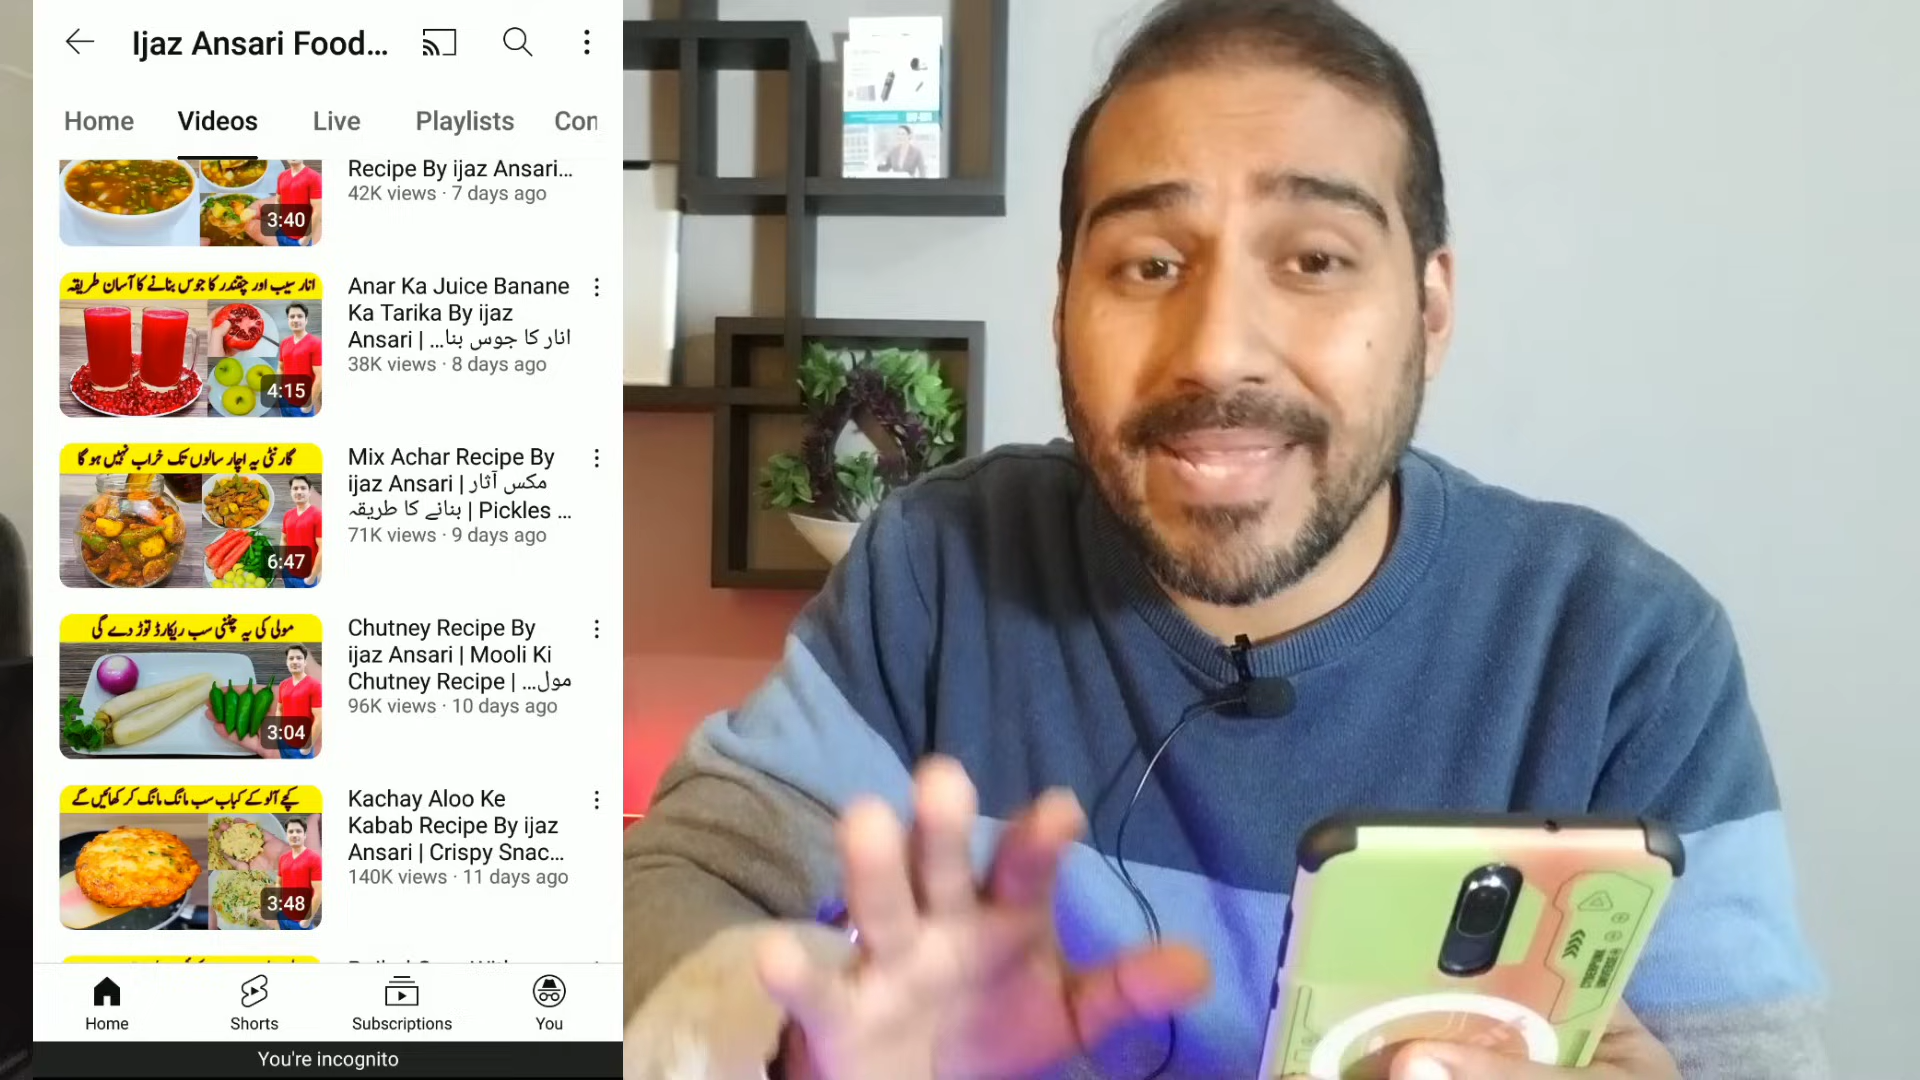 Ijaz Ansari Food...
Home
Videos
Live
Playlists
Con
Recipe By ijaz Ansari...
42K views · 7 days ago
3:40
انار سیب اور چقندر کا جوس بنانے کا آسان طریقہ
4:15
Anar Ka Juice Banane
Ka Tarika By ijaz
Ansari | انار کا جوس بنا...
38K views · 8 days ago
گارنٹی یہ اچار سالوں تک خراب نہیں ہو گا
6:47
Mix Achar Recipe By
ijaz Ansari | مکس آثار
بنانے کا طریقہ | Pickles ...
71K views · 9 days ago
مولی کی یہ چٹنی سب ریکارڈ توڑ دے گی
3:04
Chutney Recipe By
ijaz Ansari | Mooli Ki
Chutney Recipe | مول...
96K views · 10 days ago
کچے آلو کے کباب سب مانگ مانگ کر کھائیں گے
3:48
Kachay Aloo Ke
Kabab Recipe By ijaz
Ansari | Crispy Snac...
140K views · 11 days ago
Home
Shorts
Subscriptions
You
You're incognito